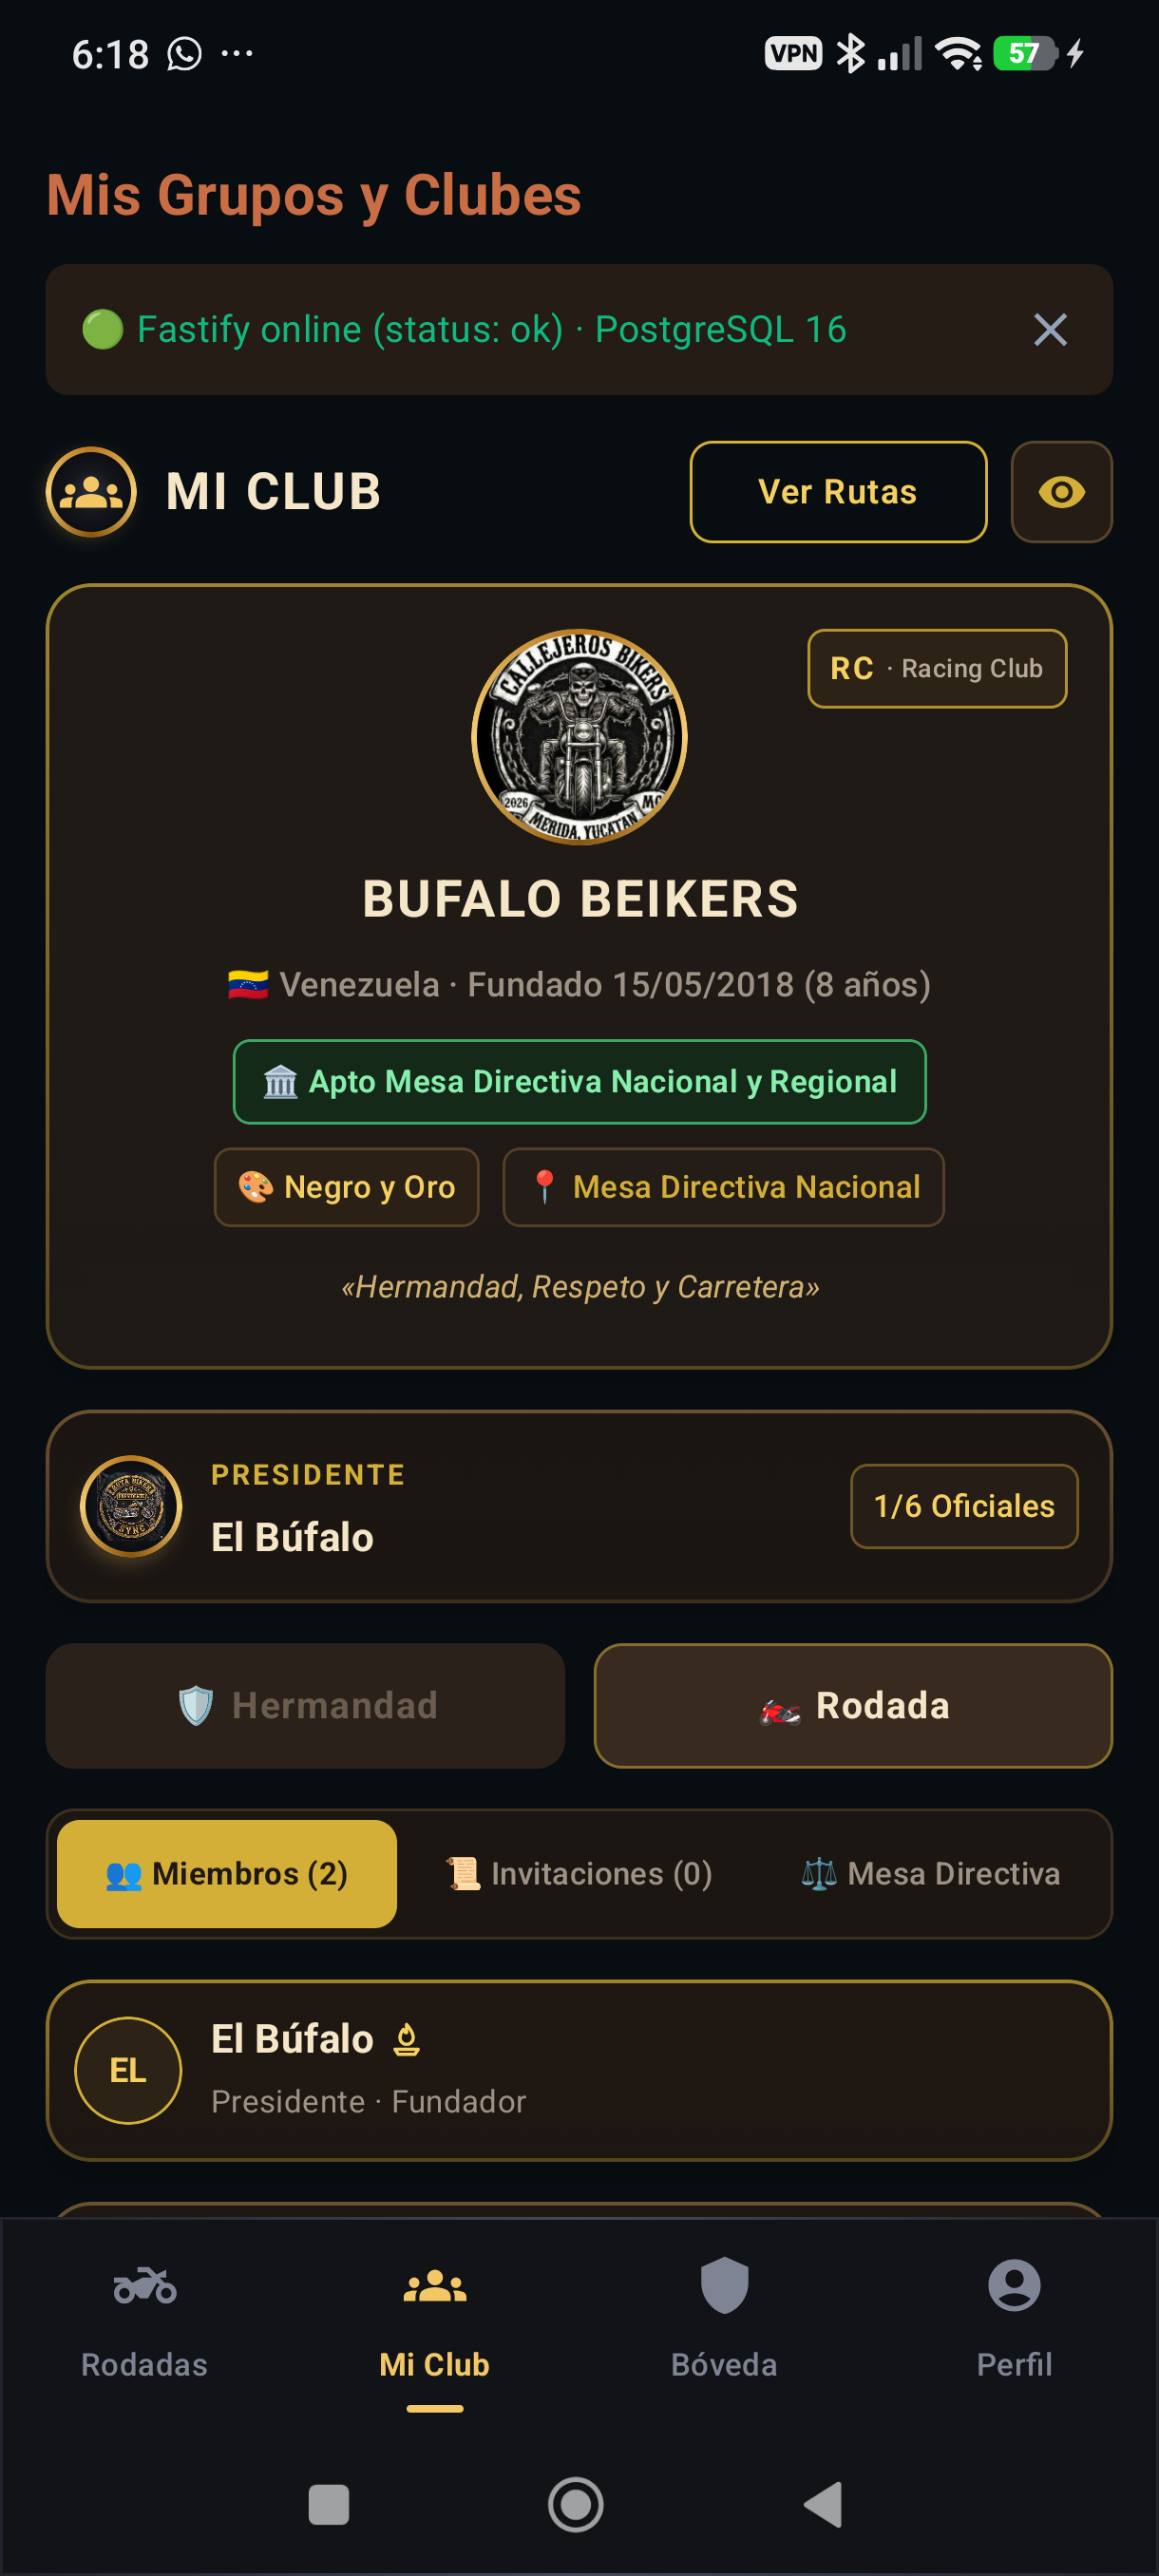 6:18
VPN
57
Mis Grupos y Clubes
Fastify online (status: ok) · PostgreSQL 16
MI CLUB
Ver Rutas
CALLEJEROS BIKERS
2026
MERIDA, YUCATAN
RC · Racing Club
BUFALO BEIKERS
Venezuela · Fundado 15/05/2018 (8 años)
Apto Mesa Directiva Nacional y Regional
Negro y Oro
Mesa Directiva Nacional
«Hermandad, Respeto y Carretera»
PRESIDENTE
El Búfalo
SYNC
1/6 Oficiales
Hermandad
Rodada
Miembros (2)
Invitaciones (0)
Mesa Directiva
EL
El Búfalo
Presidente · Fundador
Rodadas
Mi Club
Bóveda
Perfil